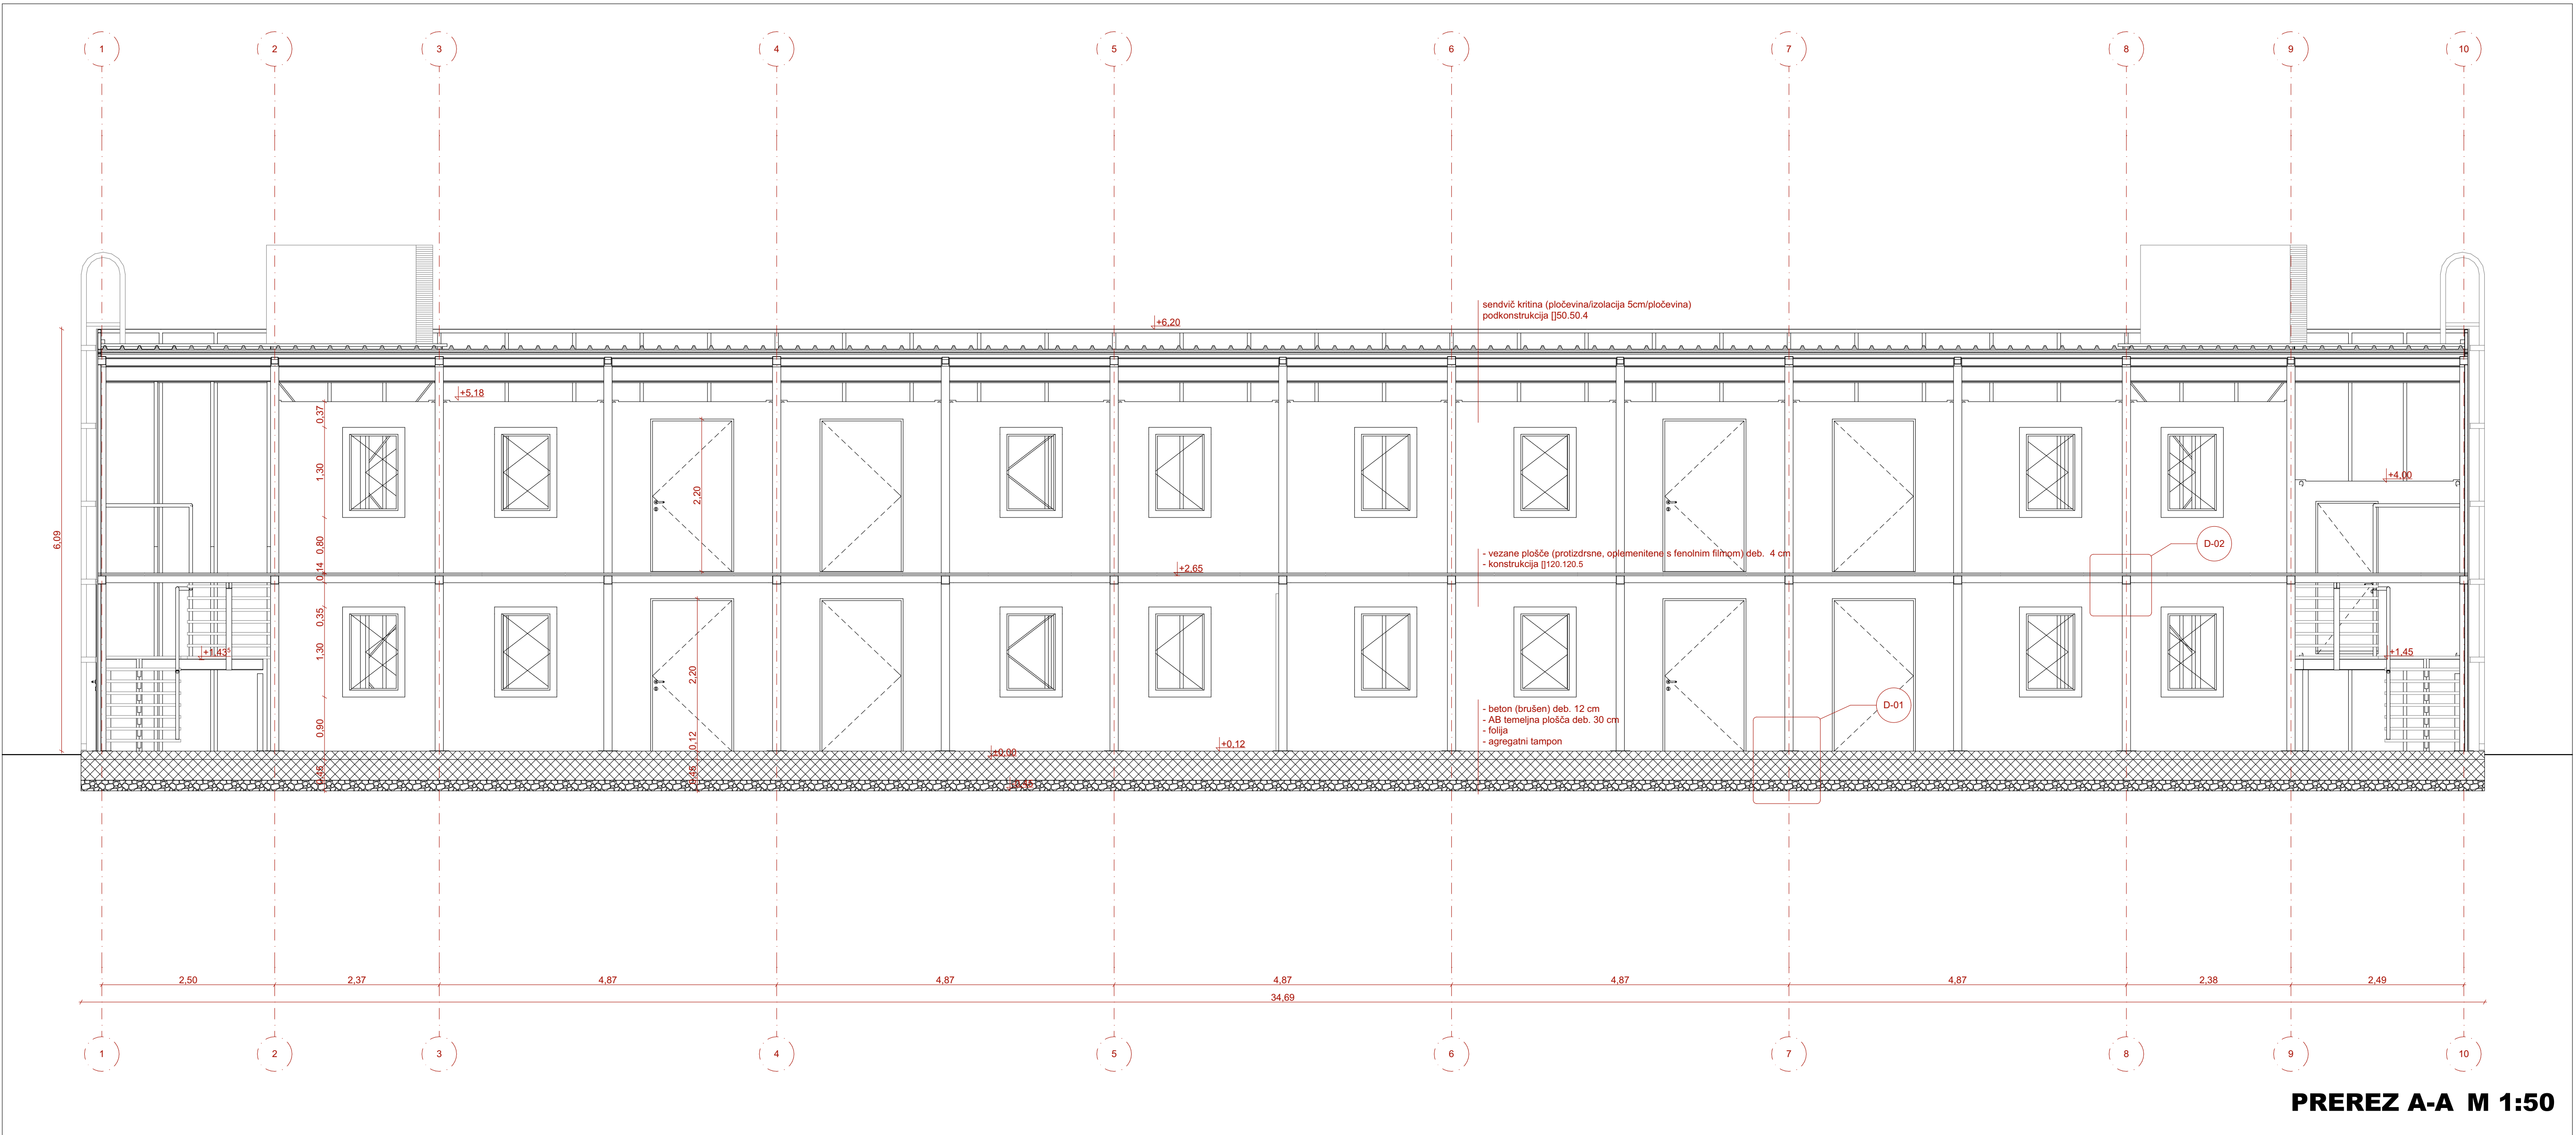 1 2 3 4 5 6 7 8 9 10
sendvič kritina (pločevina/izolacija 5cm/pločevina)
podkonstrukcija []50.50.4
+6,20
+5,18
0,37
1,30
2,20
+4,00
6,09
0,80
D-02
- vezane plošče (protizdrsne, oplemenitene s fenolnim filmom) deb. 4 cm
- konstrukcija []120.120.5
0,14
+2,65
0,35
1,30
+1,43⁵
+1,45
2,20
0,90
D-01
- beton (brušen) deb. 12 cm
- AB temeljna plošča deb. 30 cm
- folija
- agregatni tampon
0,12
+0,12
±0,00
0,45
0,45
2,50 2,37 4,87 4,87 4,87 4,87 4,87 2,38 2,49
34,69
1 2 3 4 5 6 7 8 9 10
PREREZ A-A M 1:50